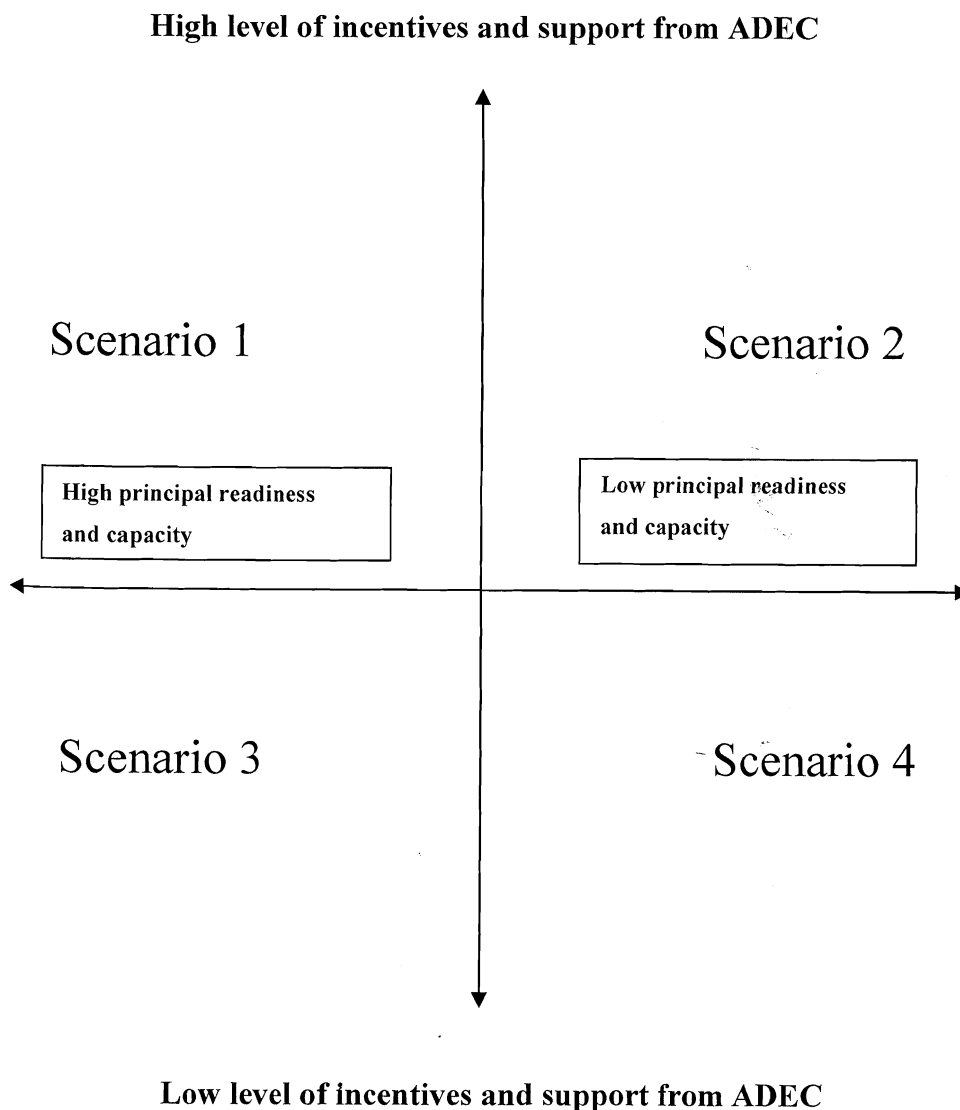 High level of incentives and support from ADEC
Scenario 1
Scenario 2
High principal readiness
and capacity
Low principal readiness
and capacity
Scenario 3
Scenario 4
Low level of incentives and support from ADEC